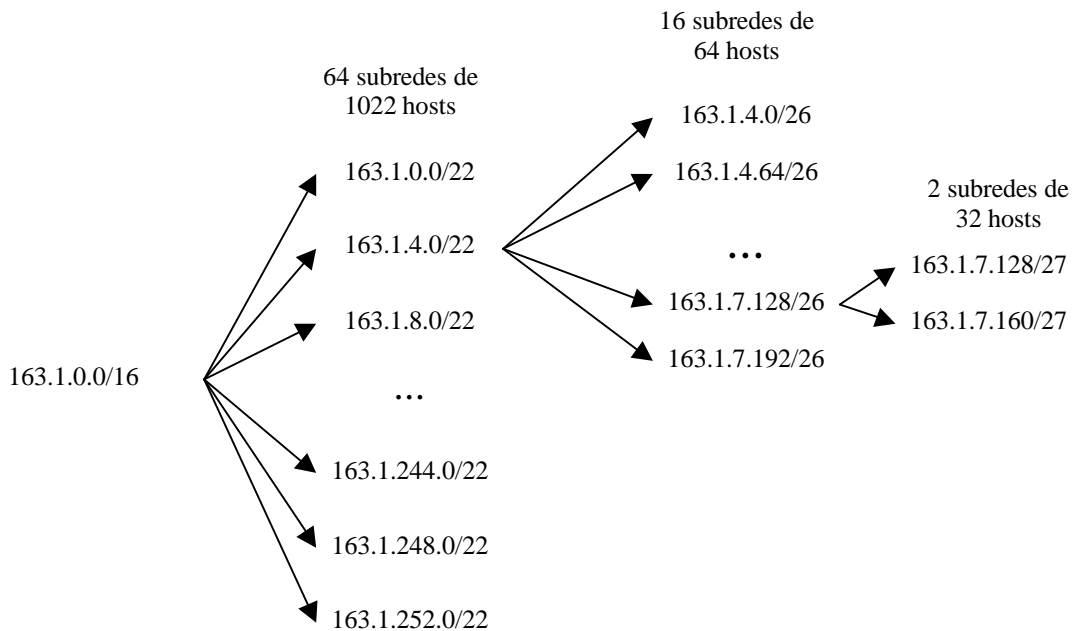 163.1.0.0/16
64 subredes de
1022 hosts
163.1.0.0/22
163.1.4.0/22
163.1.8.0/22
...
163.1.244.0/22
163.1.248.0/22
163.1.252.0/22
16 subredes de
64 hosts
163.1.4.0/26
163.1.4.64/26
...
163.1.7.128/26
163.1.7.192/26
2 subredes de
32 hosts
163.1.7.128/27
163.1.7.160/27